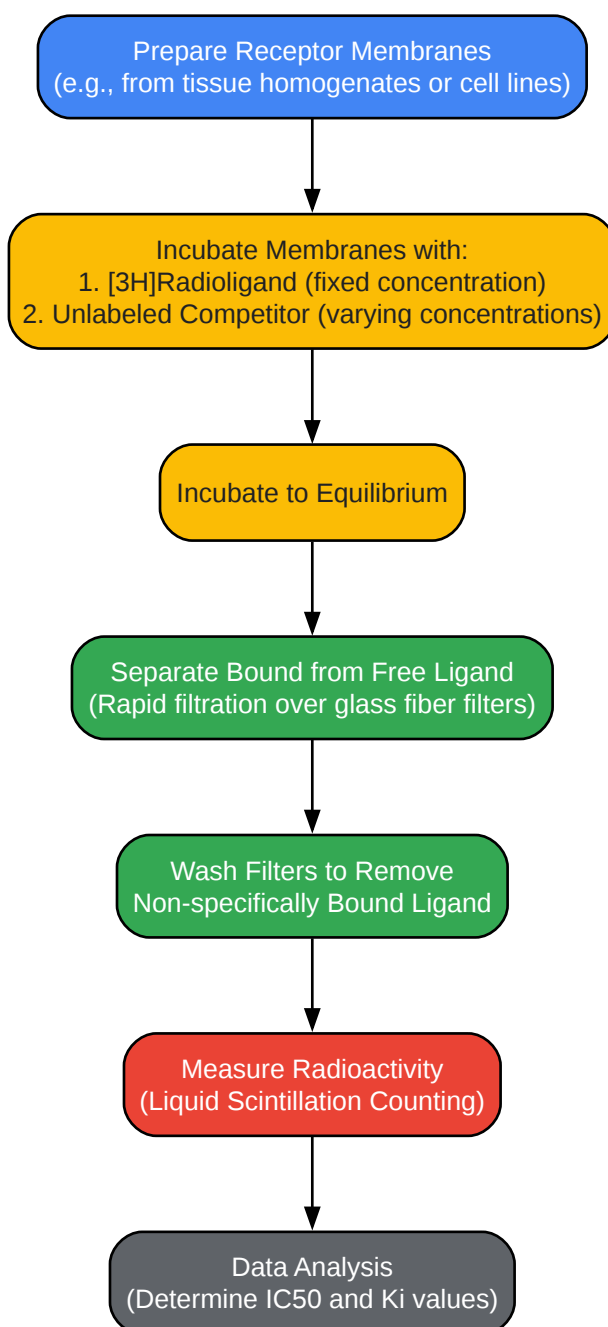 Prepare Receptor Membranes
(e.g., from tissue homogenates or cell lines)
Incubate Membranes with:
1. [3H]Radioligand (fixed concentration)
2. Unlabeled Competitor (varying concentrations)
Incubate to Equilibrium
Separate Bound from Free Ligand
(Rapid filtration over glass fiber filters)
Wash Filters to Remove
Non-specifically Bound Ligand
Measure Radioactivity
(Liquid Scintillation Counting)
Data Analysis
(Determine IC50 and Ki values)